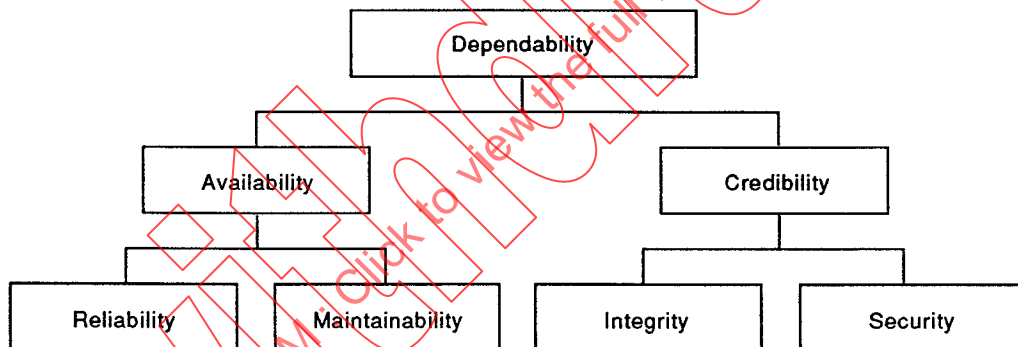 Dependability
Availability
Credibility
Reliability
Maintainability
Integrity
Security
Click to view the full